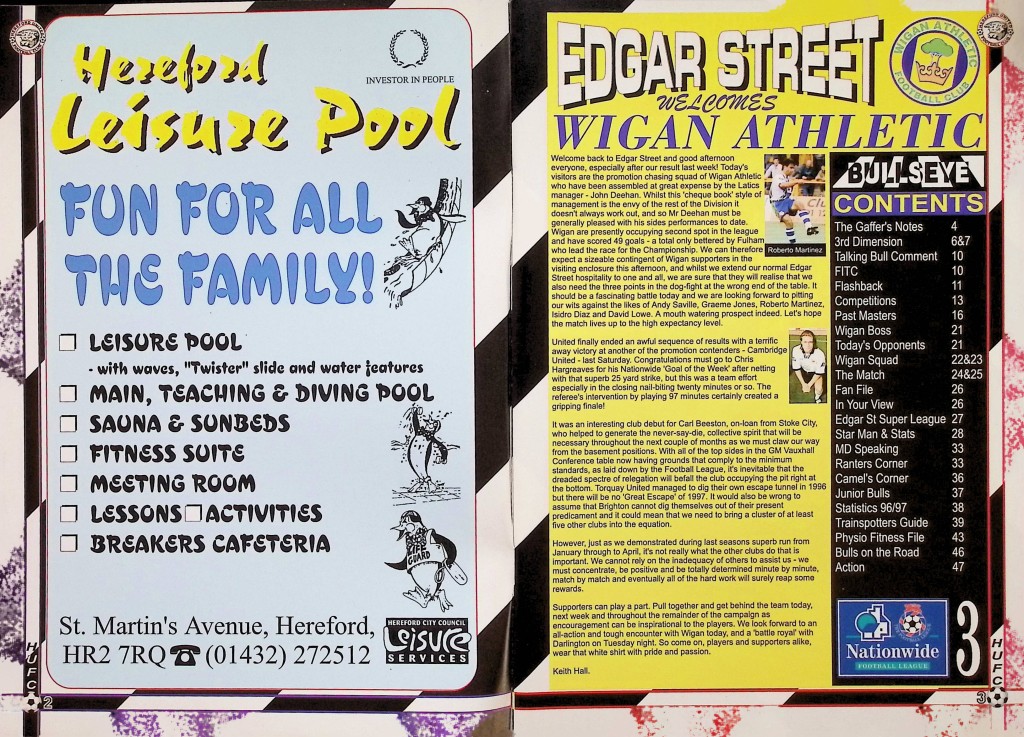 HEREFORD UNITED
FOOTBALL CLUB
Hereford
Leisure Pool
INVESTOR IN PEOPLE
FUN FOR ALL
THE FAMILY!
LEISURE POOL
- with waves, "Twister" slide and water features
MAIN, TEACHING & DIVING POOL
SAUNA & SUNBEDS
FITNESS SUITE
MEETING ROOM
LESSONS ACTIVITIES
BREAKERS CAFETERIA
LIFE
GUARD
St. Martin's Avenue, Hereford,
HR2 7RQ ☎ (01432) 272512
HEREFORD CITY COUNCIL
Leisure
SERVICES
HUFC
2
EDGAR STREET
WELCOMES
WIGAN ATHLETIC
WIGAN ATHLETIC
FOOTBALL CLUB
Welcome back to Edgar Street and good afternoon
everyone, especially after our result last week! Today's
visitors are the promotion chasing squad of Wigan Athletic
who have been assembled at great expense by the Latics
manager - John Deehan. Whilst this 'cheque book' style of
management is the envy of the rest of the Division it
doesn't always work out, and so Mr Deehan must be
generally pleased with his sides performances to date.
Wigan are presently occupying second spot in the league
and have scored 49 goals - a total only bettered by Fulham
who lead the race for the Championship. We can therefore
expect a sizeable contingent of Wigan supporters in the
visiting enclosure this afternoon, and whilst we extend our normal Edgar
Street hospitality to one and all, we are sure that they will realise that we
also need the three points in the dog-fight at the wrong end of the table. It
should be a fascinating battle today and we are looking forward to pitting
our wits against the likes of Andy Saville, Graeme Jones, Roberto Martinez,
Isidro Diaz and David Lowe. A mouth watering prospect indeed. Let's hope
the match lives up to the high expectancy level.
Roberto Martinez
United finally ended an awful sequence of results with a terrific
away victory at another of the promotion contenders - Cambridge
United - last Saturday. Congratulations must go to Chris
Hargreaves for his Nationwide 'Goal of the Week' after netting
with that superb 25 yard strike, but this was a team effort
especially in the closing nail-biting twenty minutes or so. The
referee's intervention by playing 97 minutes certainly created a
gripping finale!
It was an interesting club debut for Carl Beeston, on-loan from Stoke City,
who helped to generate the never-say-die, collective spirit that will be
necessary throughout the next couple of months as we must claw our way
from the basement positions. With all of the top sides in the GM Vauxhall
Conference table now having grounds that comply to the minimum
standards, as laid down by the Football League, it's inevitable that the
dreaded spectre of relegation will befall the club occupying the pit right at
the bottom. Torquay United managed to dig their own escape tunnel in 1996
but there will be no 'Great Escape' of 1997. It would also be wrong to
assume that Brighton cannot dig themselves out of their present
predicament and it could mean that we need to bring a cluster of at least
five other clubs into the equation.
However, just as we demonstrated during last seasons superb run from
January through to April, it's not really what the other clubs do that is
important. We cannot rely on the inadequacy of others to assist us - we
must concentrate, be positive and be totally determined minute by minute,
match by match and eventually all of the hard work will surely reap some
rewards.
Supporters can play a part. Pull together and get behind the team today,
next week and throughout the remainder of the campaign as
encouragement can be inspirational to the players. We look forward to an
all-action and tough encounter with Wigan today, and a 'battle royal' with
Darlington on Tuesday night. So come on, players and supporters alike,
wear that white shirt with pride and passion.
Keith Hall.
BULLSEYE
CONTENTS
The Gaffer's Notes 4
3rd Dimension 6&7
Talking Bull Comment 10
FITC 10
Flashback 11
Competitions 13
Past Masters 16
Wigan Boss 21
Today's Opponents 21
Wigan Squad 22&23
The Match 24&25
Fan File 26
In Your View 26
Edgar St Super League 27
Star Man & Stats 28
MD Speaking 33
Ranters Corner 33
Camel's Corner 36
Junior Bulls 37
Statistics 96/97 38
Trainspotters Guide 39
Physio Fitness File 43
Bulls on the Road 46
Action 47
Nationwide
FOOTBALL LEAGUE
3
HUFC
3